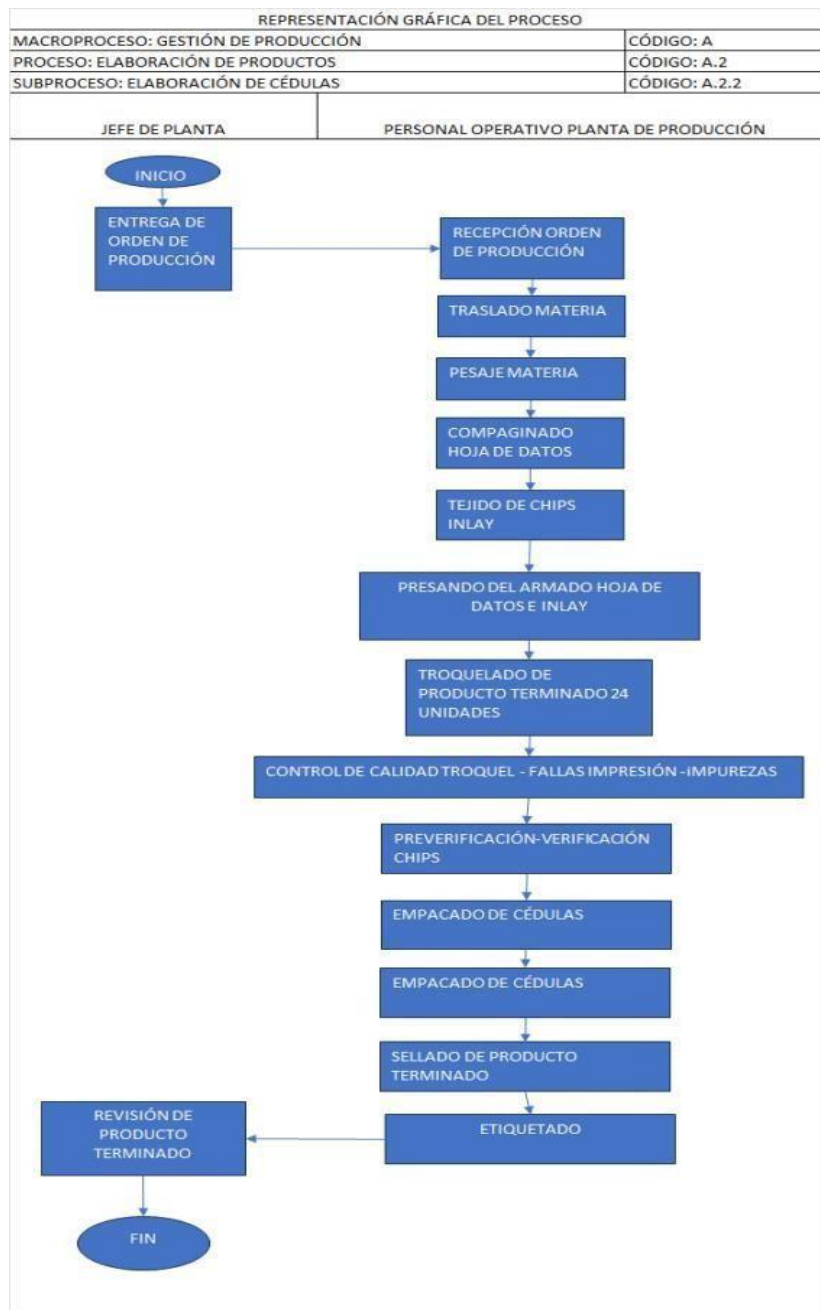 REPRESENTACIÓN GRÁFICA DEL PROCESO
MACROPROCESO: GESTIÓN DE PRODUCCIÓN
CÓDIGO: A
PROCESO: ELABORACIÓN DE PRODUCTOS
CÓDIGO: A.2
SUBPROCESO: ELABORACIÓN DE CÉDULAS
CÓDIGO: A.2.2
JEFE DE PLANTA
PERSONAL OPERATIVO PLANTA DE PRODUCCIÓN
INICIO
ENTREGA DE
ORDEN DE
PRODUCCIÓN
RECEPCIÓN ORDEN
DE PRODUCCIÓN
TRASLADO MATERIA
PESAJE MATERIA
COMPAGINADO
HOJA DE DATOS
TEJIDO DE CHIPS
INLAY
PRESANDO DEL ARMADO HOJA DE
DATOS E INLAY
TROQUELADO DE
PRODUCTO TERMINADO 24
UNIDADES
CONTROL DE CALIDAD TROQUEL - FALLAS IMPRESIÓN -IMPUREZAS
PREVERIFICACIÓN-VERIFICACIÓN
CHIPS
EMPACADO DE CÉDULAS
EMPACADO DE CÉDULAS
SELLADO DE PRODUCTO
TERMINADO
ETIQUETADO
REVISIÓN DE
PRODUCTO
TERMINADO
FIN